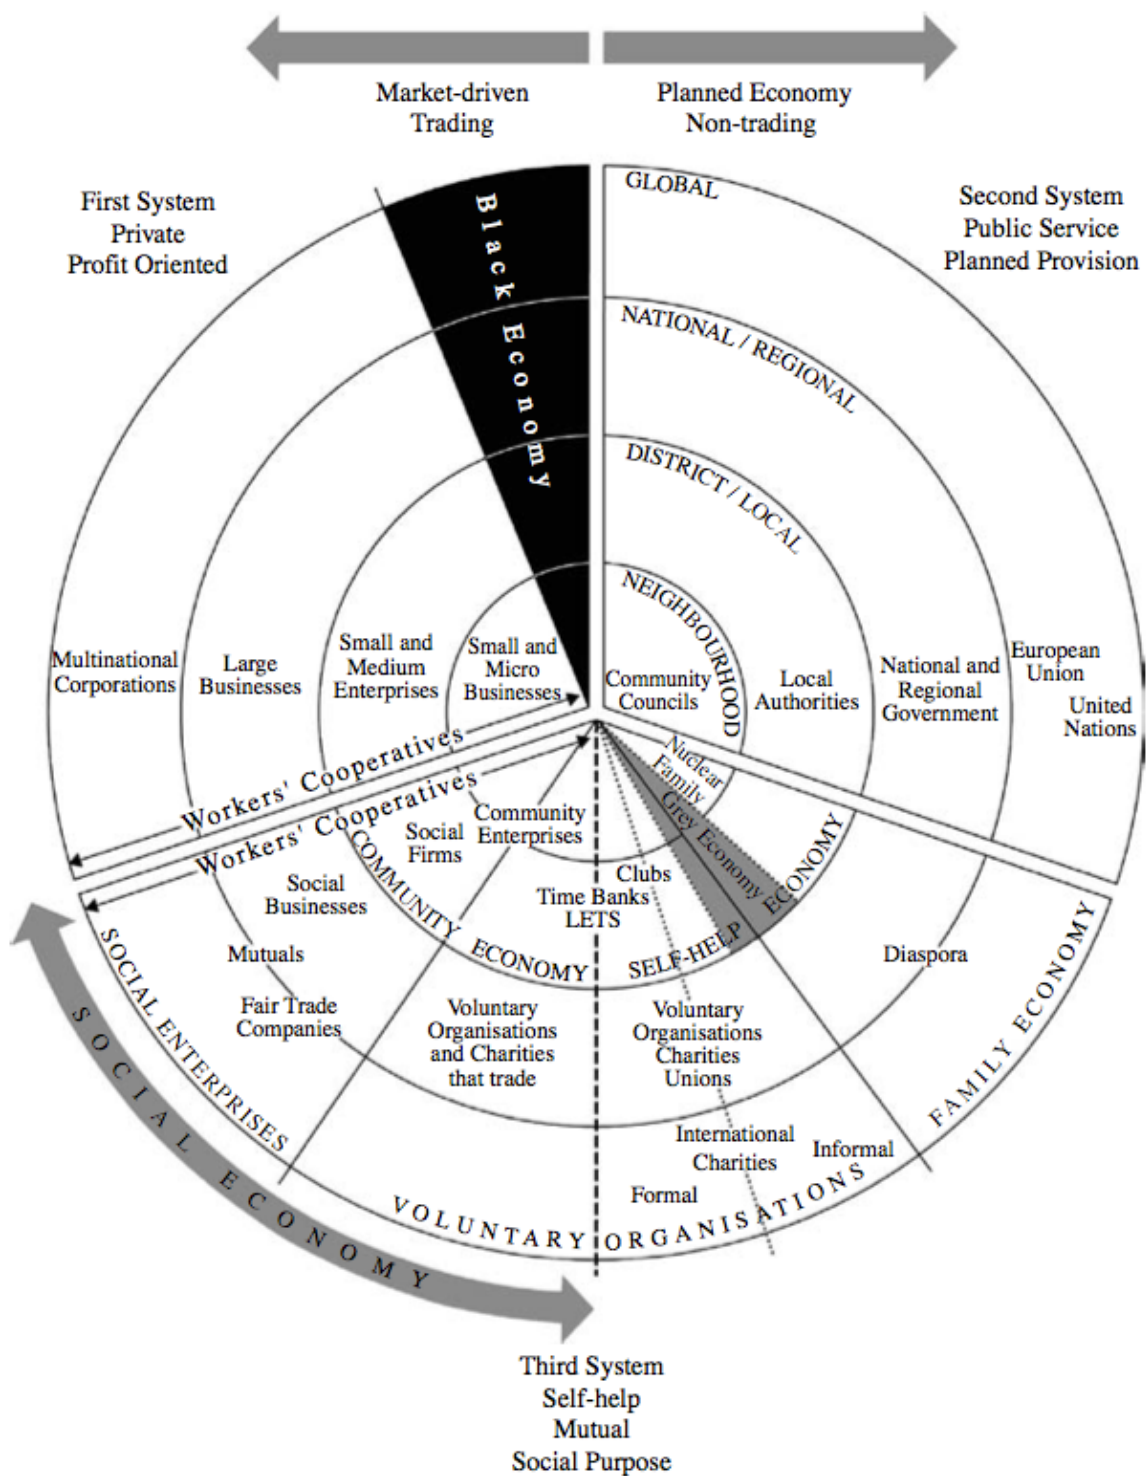 Market-driven
Trading
Planned Economy
Non-trading
First System
Private
Profit Oriented
Second System
Public Service
Planned Provision
Black Economy
GLOBAL
NATIONAL / REGIONAL
DISTRICT / LOCAL
NEIGHBOURHOOD
Multinational
Corporations
Large
Businesses
Small and
Medium
Enterprises
Small and
Micro
Businesses
Community
Councils
Local
Authorities
National and
Regional
Government
European
Union
United
Nations
Workers' Cooperatives
Workers' Cooperatives
Nuclear
Family
Grey Economy
Community
Enterprises
Social
Firms
Social
Businesses
Mutuals
Fair Trade
Companies
COMMUNITY ECONOMY
Clubs
Time Banks
LETS
SELF-HELP ECONOMY
Diaspora
Voluntary
Organisations
and Charities
that trade
Voluntary
Organisations
Charities
Unions
International
Charities
Informal
Formal
SOCIAL ENTERPRISES
VOLUNTARY ORGANISATIONS
FAMILY ECONOMY
SOCIAL ECONOMY
Third System
Self-help
Mutual
Social Purpose